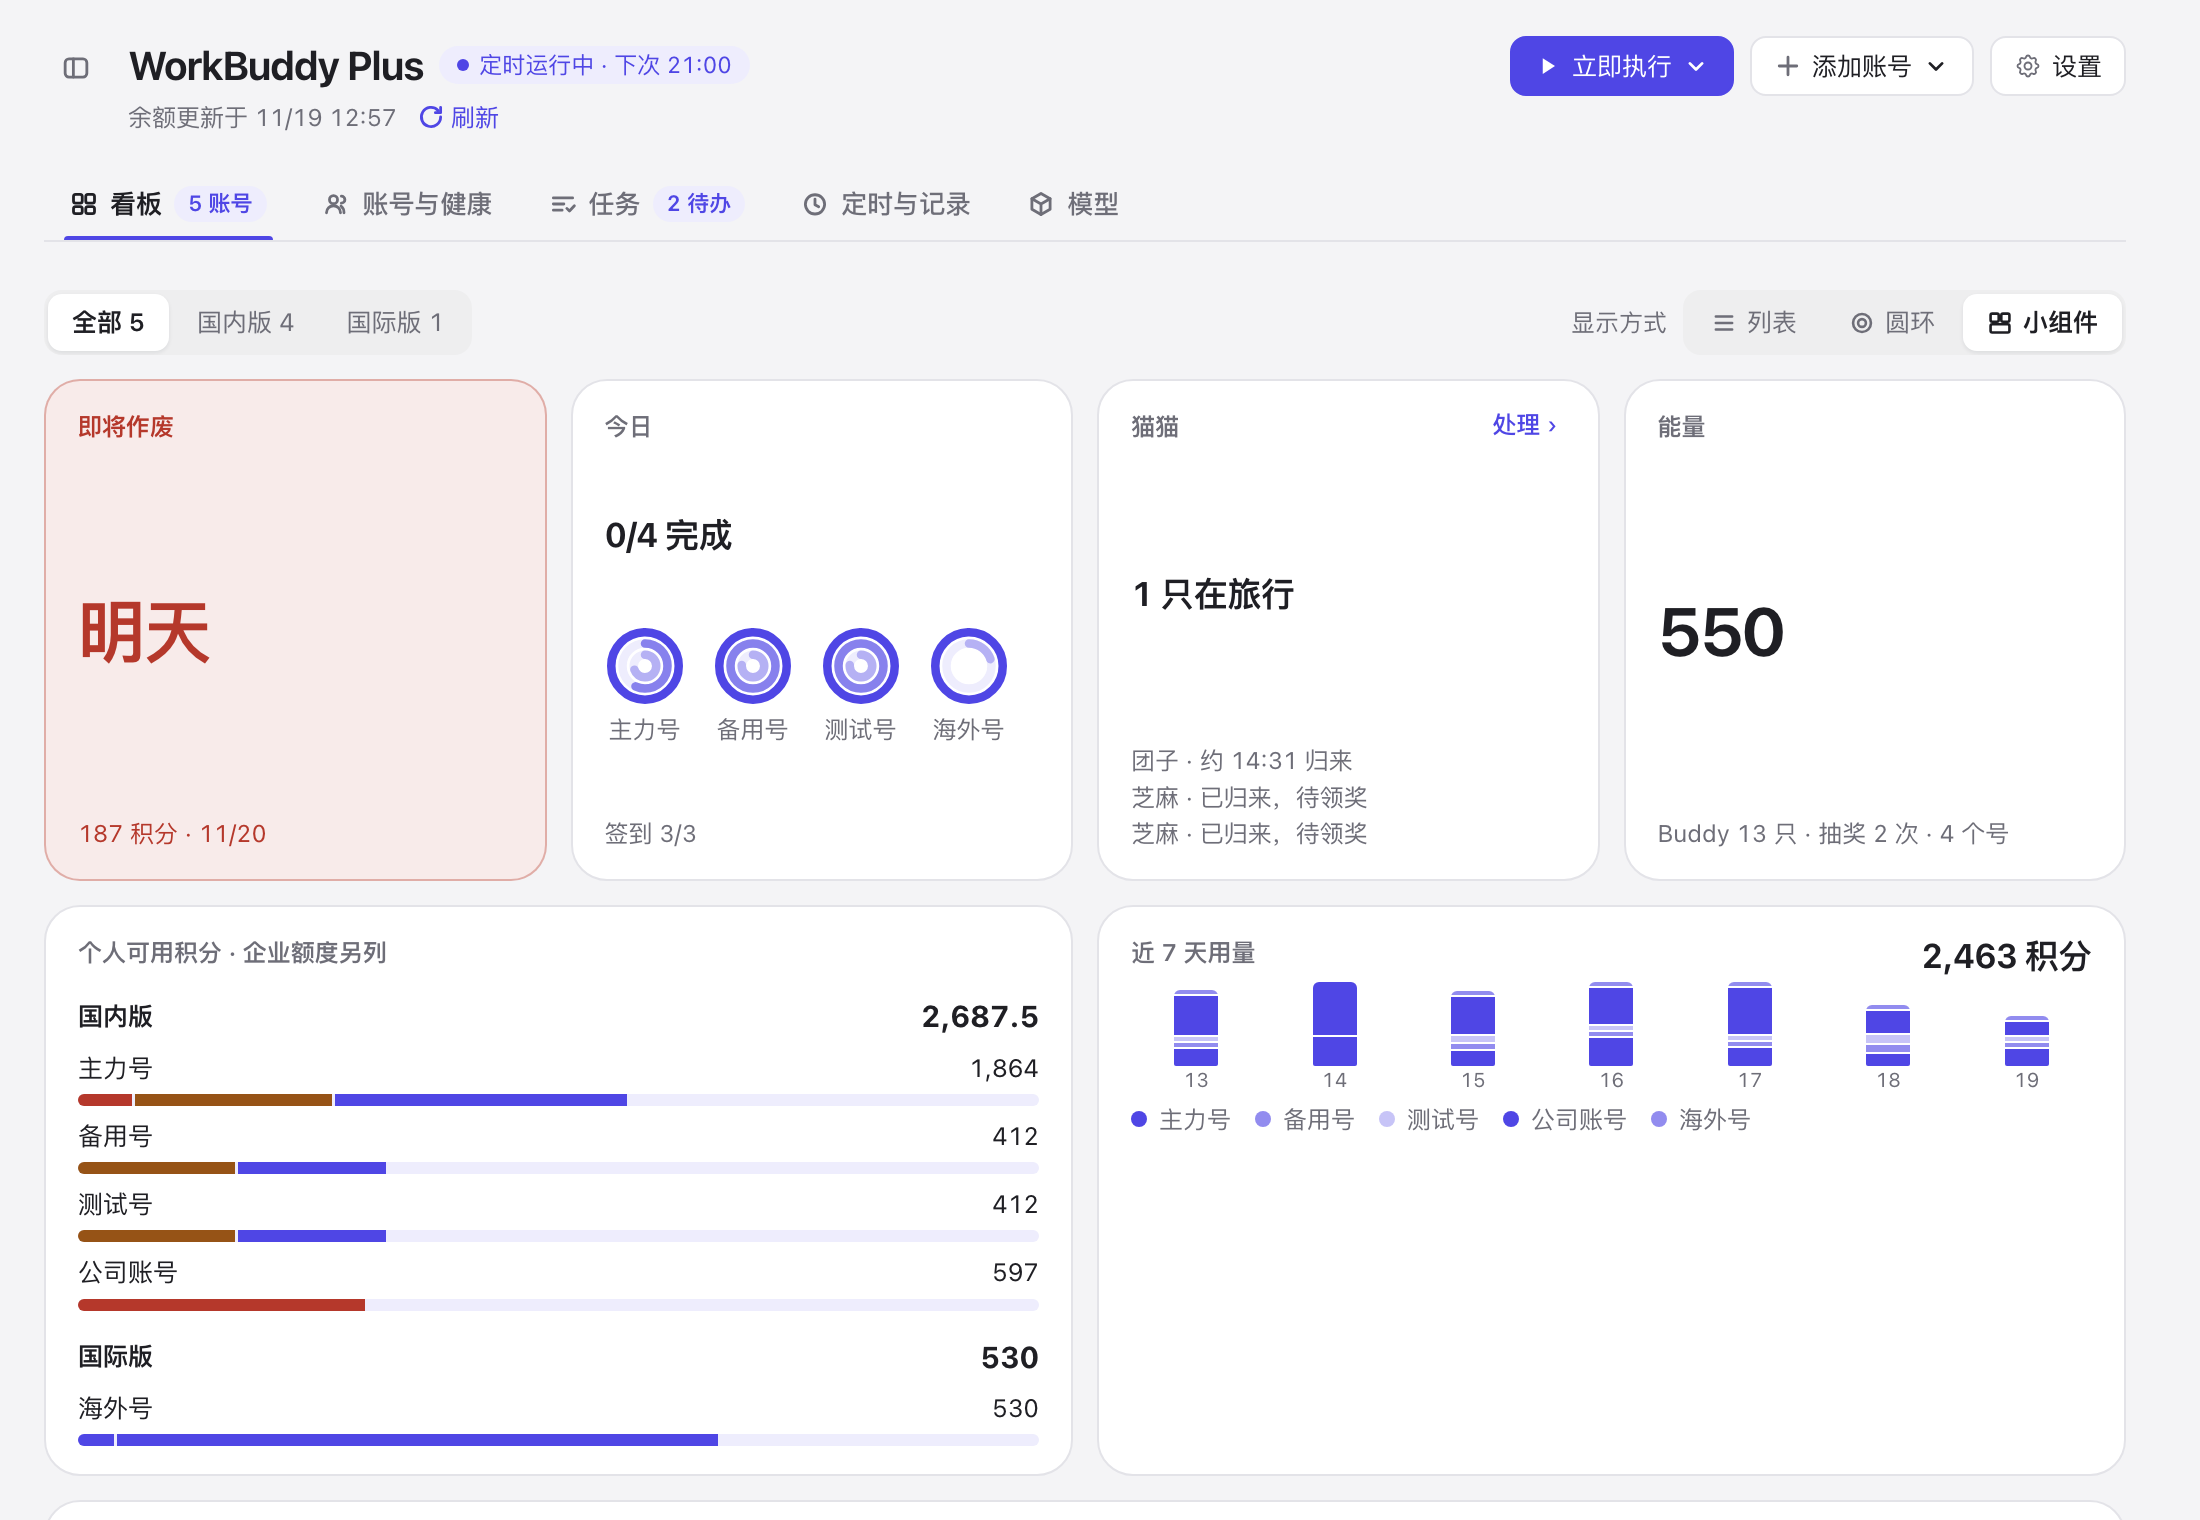 WorkBuddy Plus
定时运行中 · 下次 21:00
立即执行
添加账号
设置
余额更新于 11/19 12:57
刷新
看板
5 账号
账号与健康
任务
2 待办
定时与记录
模型
全部 5
国内版 4
国际版 1
显示方式
列表
圆环
小组件
即将作废
明天
187 积分 · 11/20
今日
0/4 完成
主力号
备用号
测试号
海外号
签到 3/3
猫猫
处理 ›
1 只在旅行
团子 · 约 14:31 归来
芝麻 · 已归来，待领奖
芝麻 · 已归来，待领奖
能量
550
Buddy 13 只 · 抽奖 2 次 · 4 个号
个人可用积分 · 企业额度另列
国内版 2,687.5
主力号 1,864
备用号 412
测试号 412
公司账号 597
国际版 530
海外号 530
近 7 天用量
2,463 积分
13 14 15 16 17 18 19
主力号 备用号 测试号 公司账号 海外号